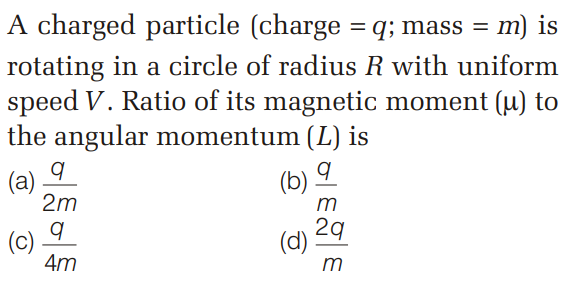 A charged particle (charge = q; mass = m) is
rotating in a circle of radius R with uniform
speed V. Ratio of its magnetic moment (μ) to
the angular momentum (L) is
(a) q/2m (b) q/m
(c) q/4m (d) 2q/m